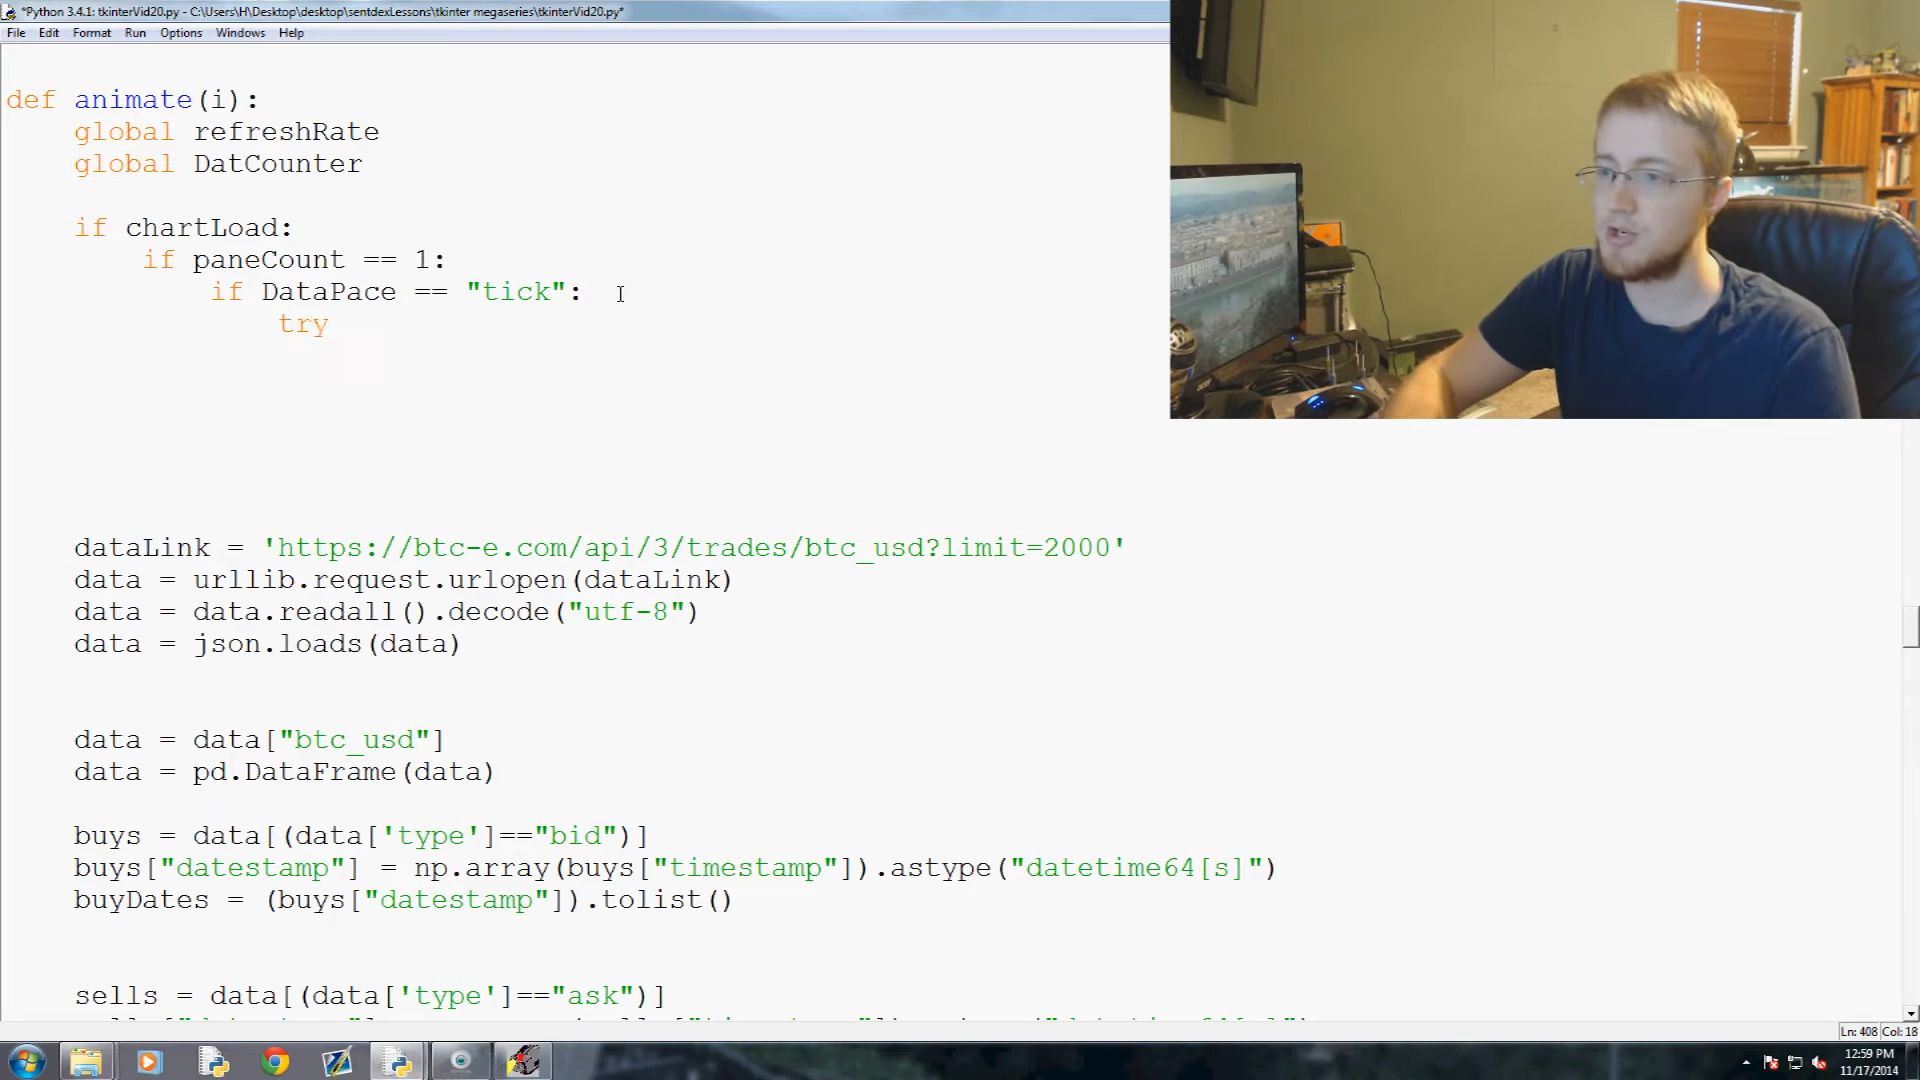 *Python 3.4.1: tkinterVid20.py - C:\Users\H\Desktop\desktop\sentdexLessons\tkinter megaseries\tkinterVid20.py*
File Edit Format Run Options Windows Help
def animate(i):
global refreshRate
global DatCounter
if chartLoad:
if paneCount == 1:
if DataPace == "tick":
try
dataLink = 'https://btc-e.com/api/3/trades/btc_usd?limit=2000'
data = urllib.request.urlopen(dataLink)
data = data.readall().decode("utf-8")
data = json.loads(data)
data = data["btc_usd"]
data = pd.DataFrame(data)
buys = data[(data['type']=="bid")]
buys["datestamp"] = np.array(buys["timestamp"]).astype("datetime64[s]")
buyDates = (buys["datestamp"]).tolist()
sells = data[(data['type']=="ask")]
Ln: 408 Col: 18
12:59 PM
11/17/2014